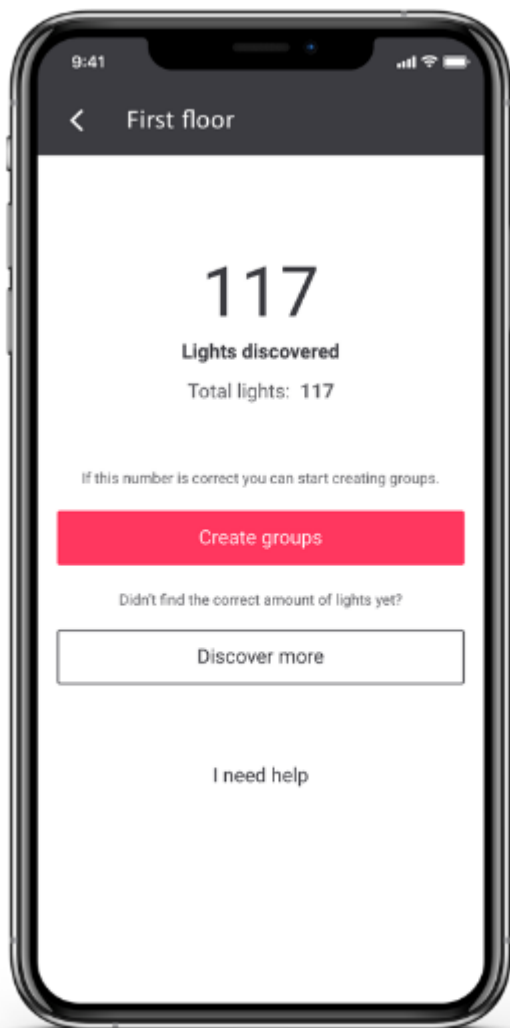 9:41
First floor
117
Lights discovered
Total lights: 117
If this number is correct you can start creating groups.
Create groups
Didn't find the correct amount of lights yet?
Discover more
I need help